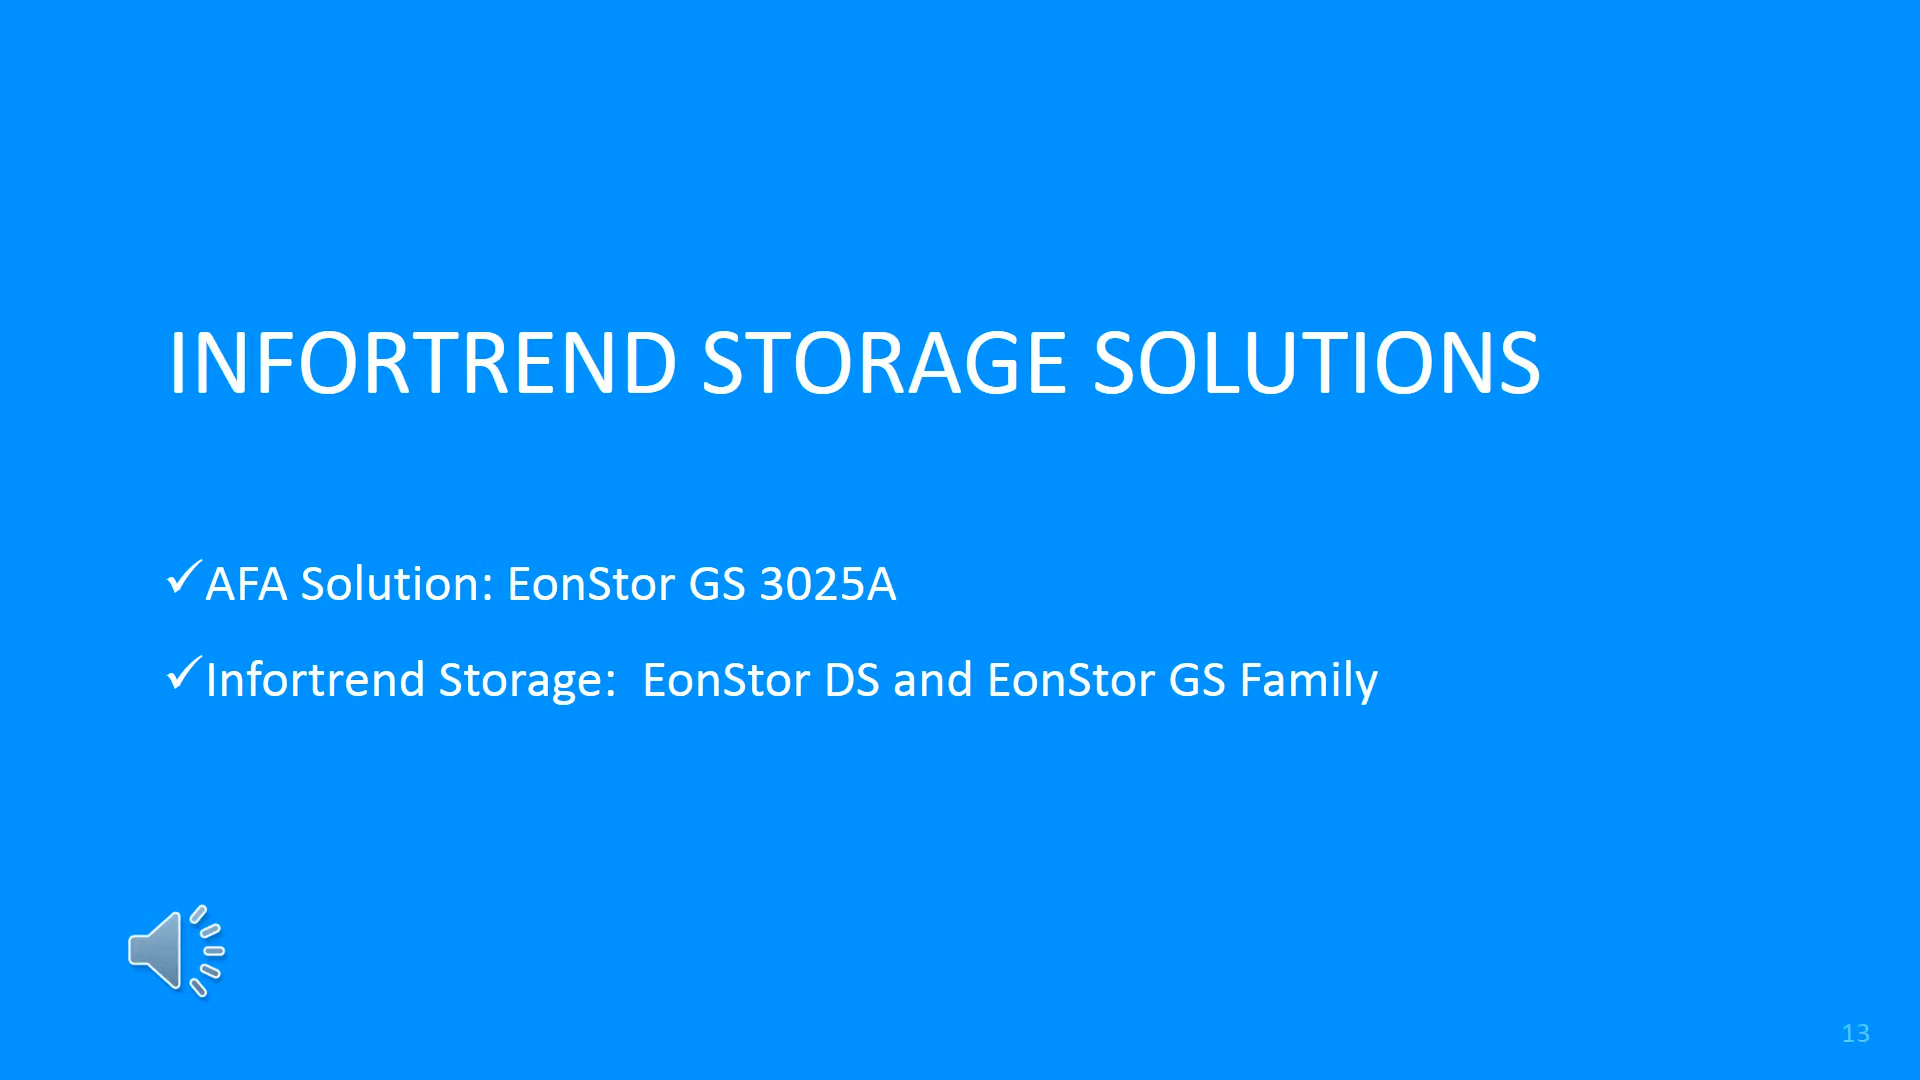 INFORTREND STORAGE SOLUTIONS
✓AFA Solution: EonStor GS 3025A
✓Infortrend Storage:  EonStor DS and EonStor GS Family
13